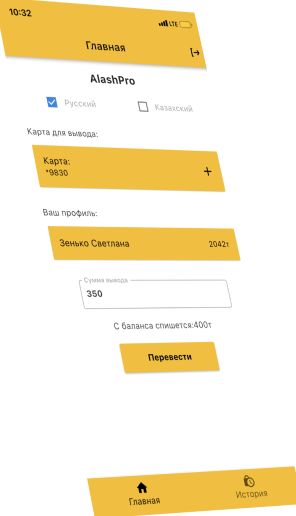 10:32
LTE
Главная
AlashPro
Русский
Казахский
Карта для вывода:
Карта:
*9830
+
Ваш профиль:
Зенько Светлана
2042т
Сумма вывода
350
С баланса спишется:400т
Перевести
Главная
История